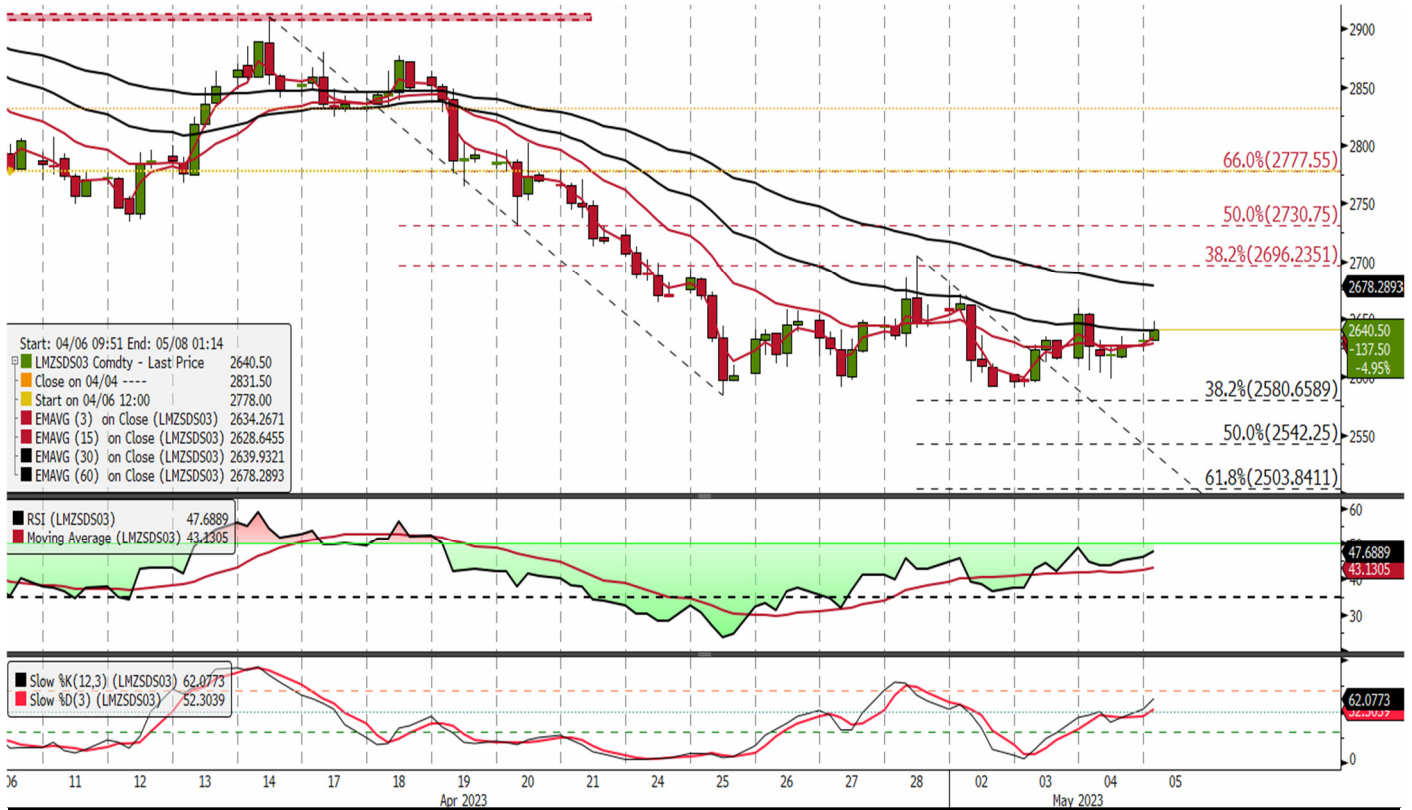 2900
2850
2800
66.0%(2777.55)
2750
50.0%(2730.75)
2700
38.2%(2696.2351)
2678.2893
2640.50
-137.50
-4.95%
38.2%(2580.6589)
2550
50.0%(2542.25)
61.8%(2503.8411)
Start: 04/06 09:51 End: 05/08 01:14
LMZSDS03 Comdty - Last Price 2640.50
Close on 04/04 ---- 2831.50
Start on 04/06 12:00 2778.00
EMAVG (3) on Close (LMZSDS03) 2634.2671
EMAVG (15) on Close (LMZSDS03) 2628.6455
EMAVG (30) on Close (LMZSDS03) 2639.9321
EMAVG (60) on Close (LMZSDS03) 2678.2893
RSI (LMZSDS03) 47.6889
Moving Average (LMZSDS03) 43.1305
60
47.6889
43.1305
30
Slow %K(12,3) (LMZSDS03) 62.0773
Slow %D(3) (LMZSDS03) 52.3039
62.0773
52.3039
0
06 11 12 13 14 17 18 19 20 21 24 25 26 27 28 02 03 04 05
Apr 2023 May 2023